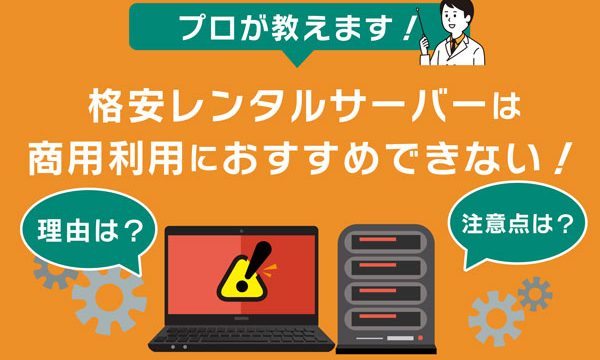 プロが教えます！
格安レンタルサーバーは
商用利用におすすめできない！
理由は？
注意点は？